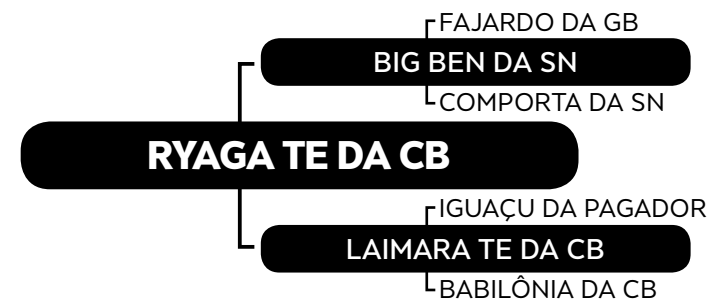 FAJARDO DA GB
BIG BEN DA SN
COMPORTA DA SN
RYAGA TE DA CB
IGUAÇU DA PAGADOR
LAIMARA TE DA CB
BABILÔNIA DA CB